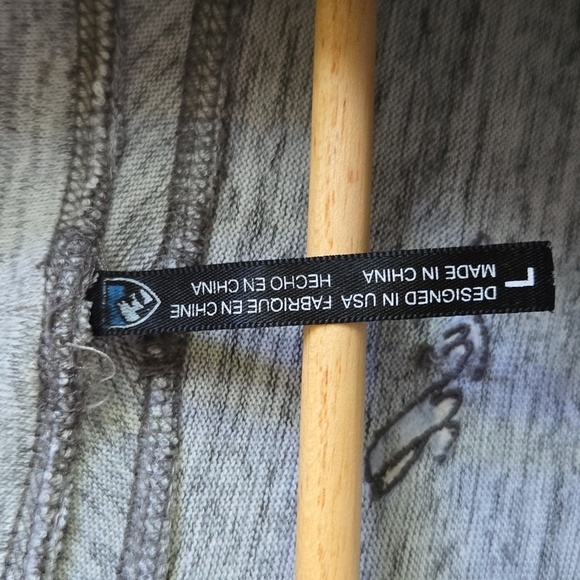 L
DESIGNED IN USA FABRIQUE EN CHINE
MADE IN CHINA HECHO EN CHINA